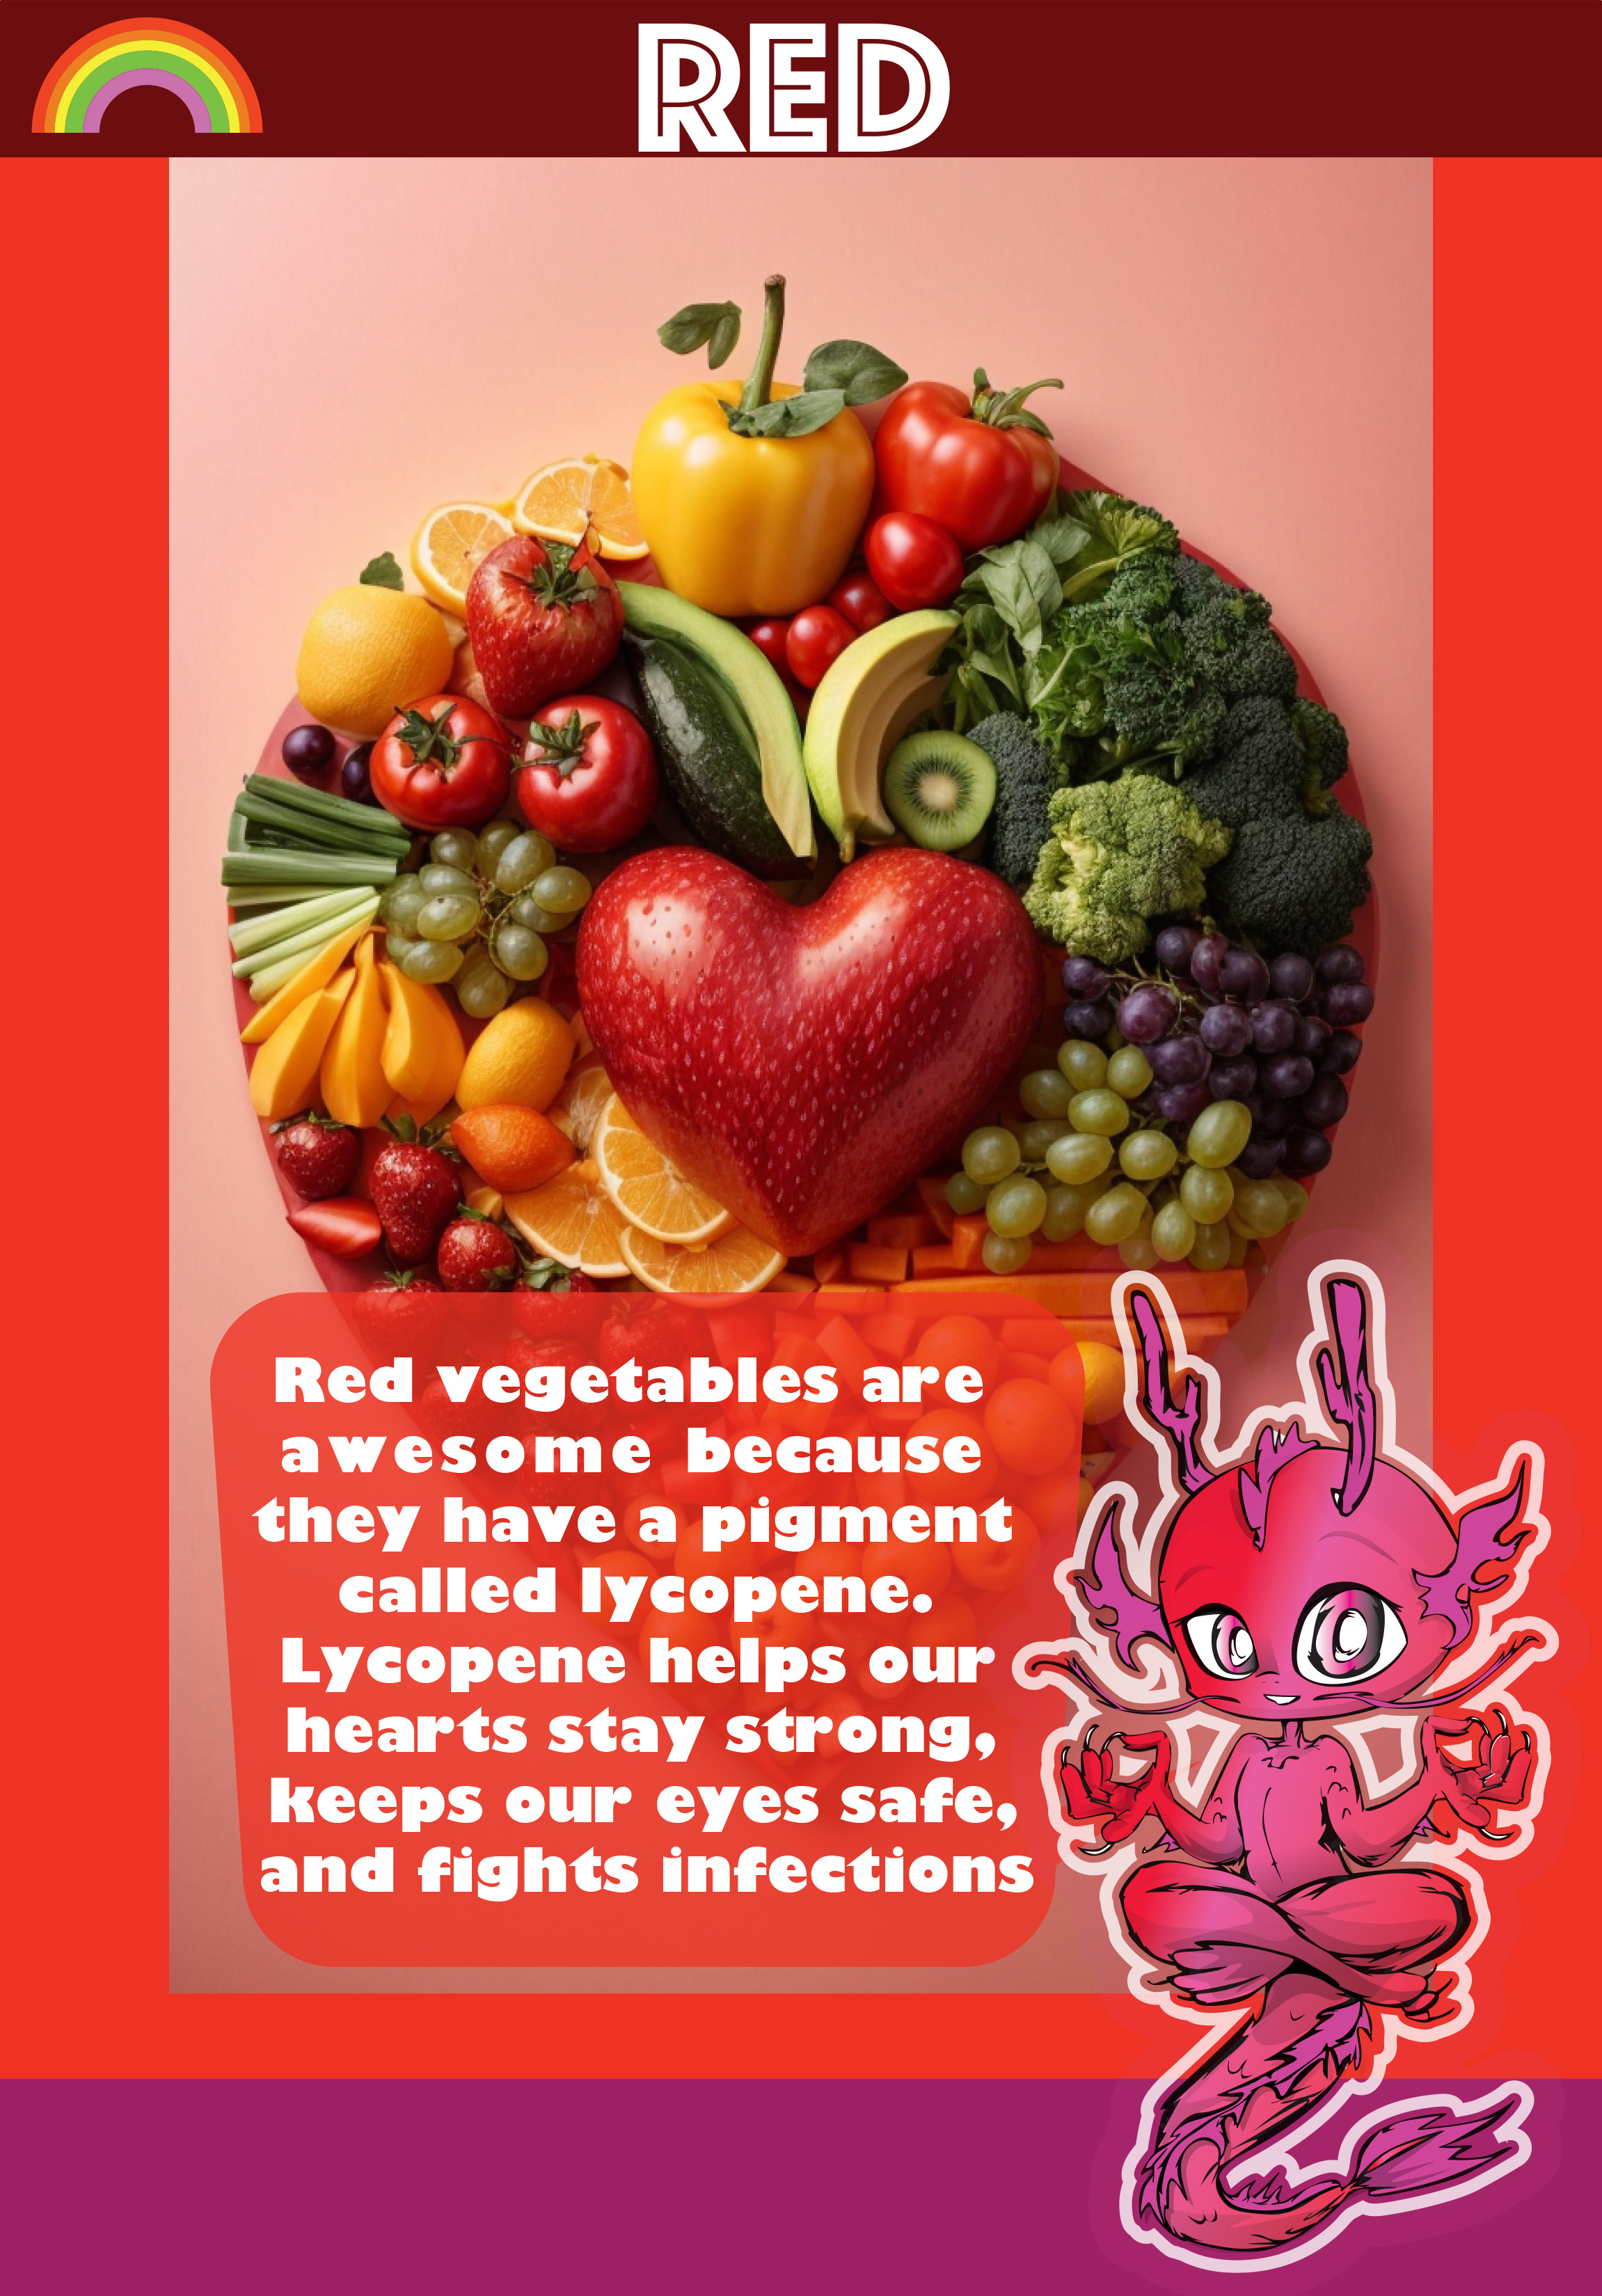 RED
Red vegetables are
awesome because
they have a pigment
called lycopene.
Lycopene helps our
hearts stay strong,
keeps our eyes safe,
and fights infections